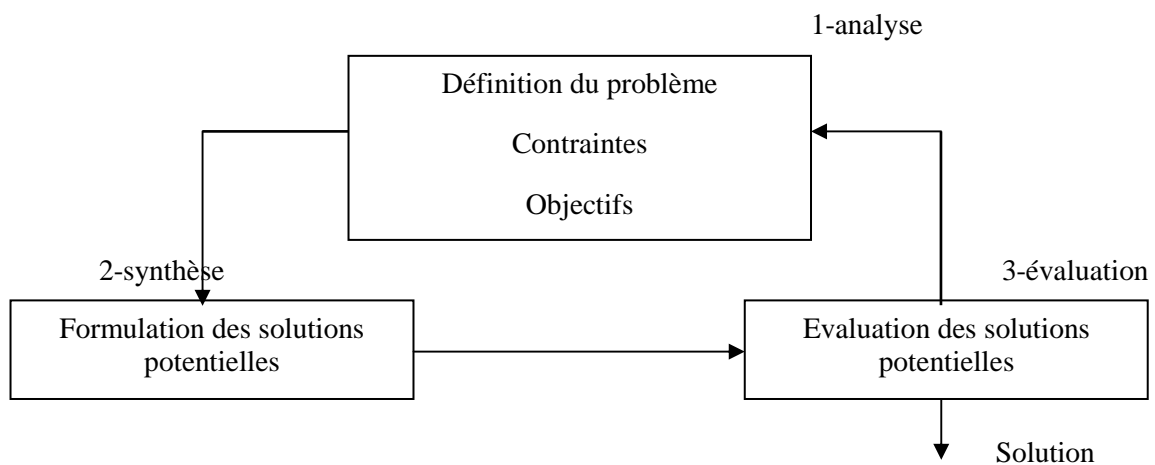 1-analyse
Définition du problème
Contraintes
Objectifs
2-synthèse
3-évaluation
Formulation des solutions
potentielles
Evaluation des solutions
potentielles
Solution